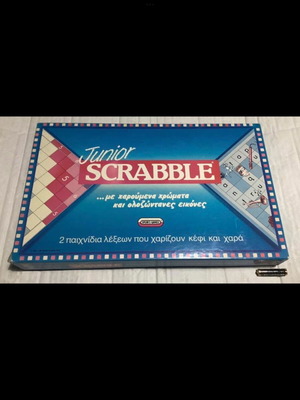 Junior
SCRABBLE
...με χαρούμενα χρώματα
και ολοζώντανες εικόνες
2 παιχνίδια λέξεων που χαρίζουν κέφι και χαρά